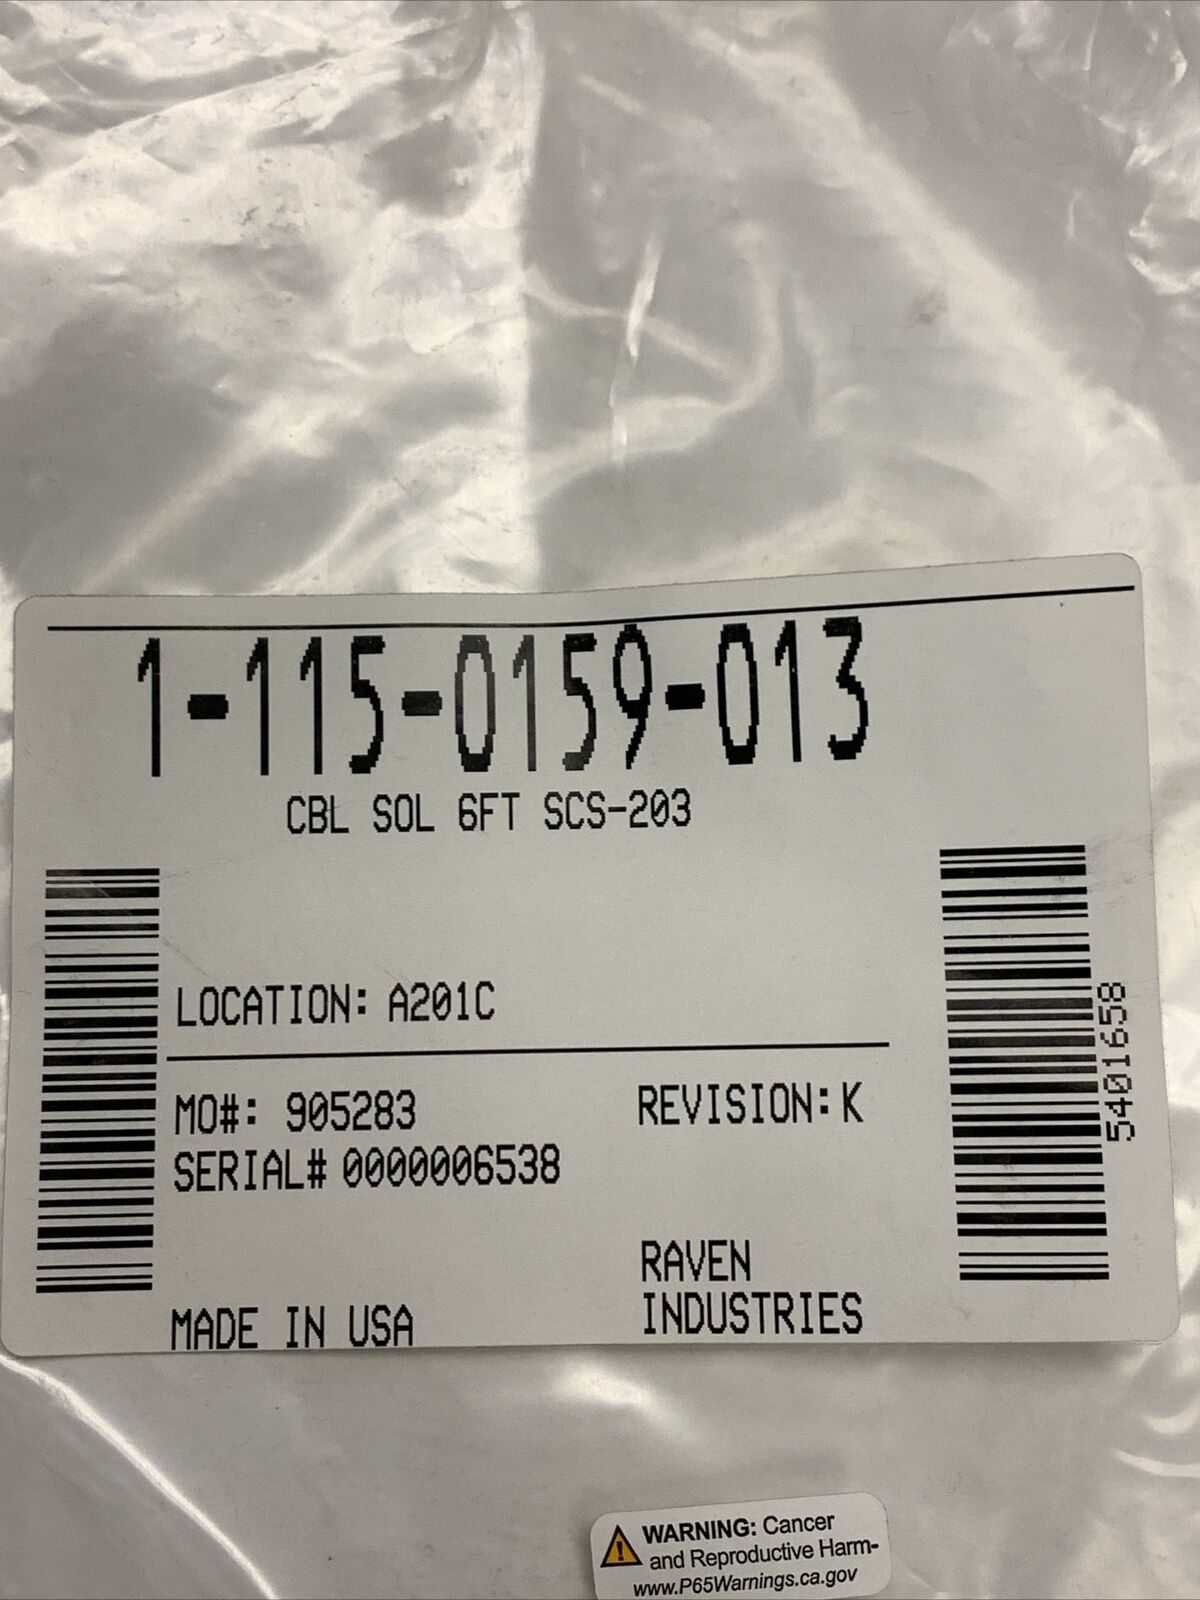 1-115-0159-013
CBL SOL 6FT SCS-203
LOCATION: A201C
MO#: 905283
REVISION: K
SERIAL# 0000006538
RAVEN
INDUSTRIES
MADE IN USA
5401658
WARNING: Cancer
and Reproductive Harm-
www.P65Warnings.ca.gov